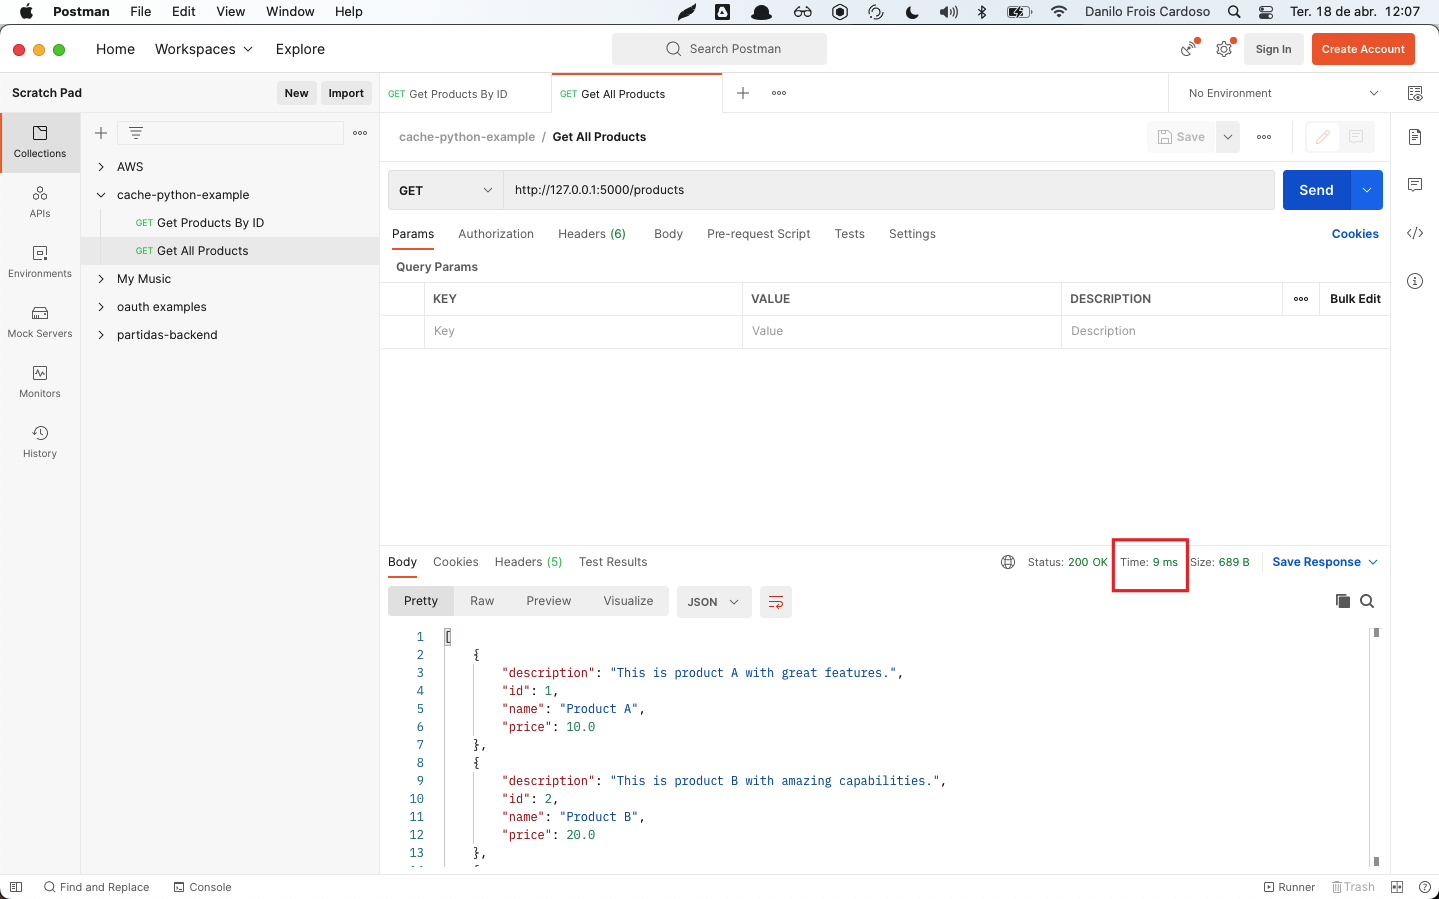 Postman File Edit View Window Help Danilo Frois Cardoso Ter. 18 de abr. 12:07
Home Workspaces Explore Search Postman Sign In Create Account
Scratch Pad New Import GET Get Products By ID GET Get All Products No Environment
Collections
APIs
Environments
Mock Servers
Monitors
History
AWS
cache-python-example
GET Get Products By ID
GET Get All Products
My Music
oauth examples
partidas-backend
cache-python-example / Get All Products Save
GET http://127.0.0.1:5000/products Send
Params Authorization Headers (6) Body Pre-request Script Tests Settings Cookies
Query Params
KEY VALUE DESCRIPTION Bulk Edit
Key Value Description
Body Cookies Headers (5) Test Results Status: 200 OK Time: 9 ms Size: 689 B Save Response
Pretty Raw Preview Visualize JSON
1 [
2 {
3 "description": "This is product A with great features.",
4 "id": 1,
5 "name": "Product A",
6 "price": 10.0
7 },
8 {
9 "description": "This is product B with amazing capabilities.",
10 "id": 2,
11 "name": "Product B",
12 "price": 20.0
13 },
Find and Replace Console Runner Trash